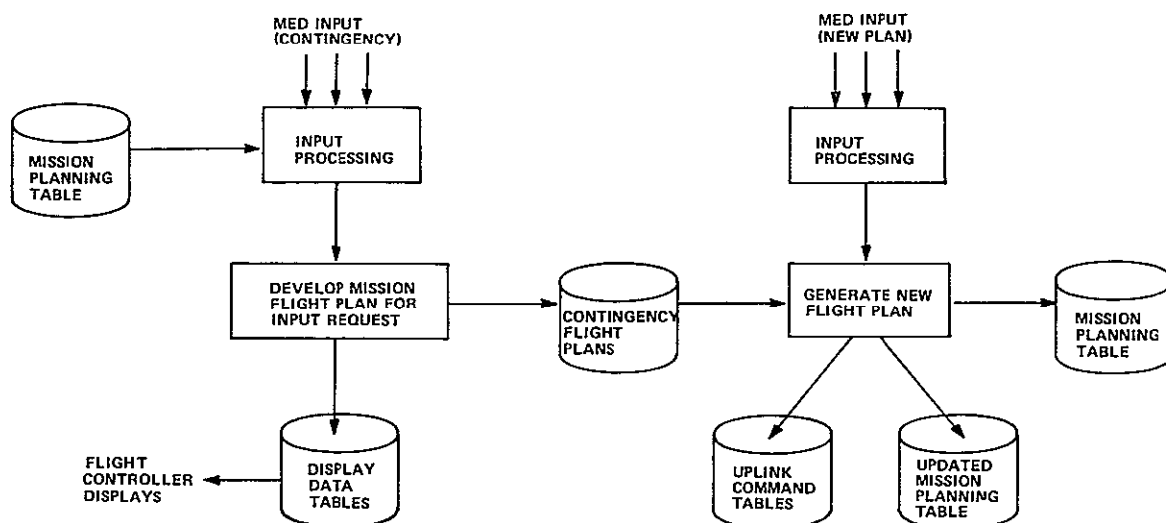 MED INPUT
(CONTINGENCY)
MED INPUT
(NEW PLAN)
MISSION
PLANNING
TABLE
INPUT
PROCESSING
INPUT
PROCESSING
DEVELOP MISSION
FLIGHT PLAN FOR
INPUT REQUEST
CONTINGENCY
FLIGHT
PLANS
GENERATE NEW
FLIGHT PLAN
MISSION
PLANNING
TABLE
FLIGHT
CONTROLLER
DISPLAYS
DISPLAY
DATA
TABLES
UPLINK
COMMAND
TABLES
UPDATED
MISSION
PLANNING
TABLE